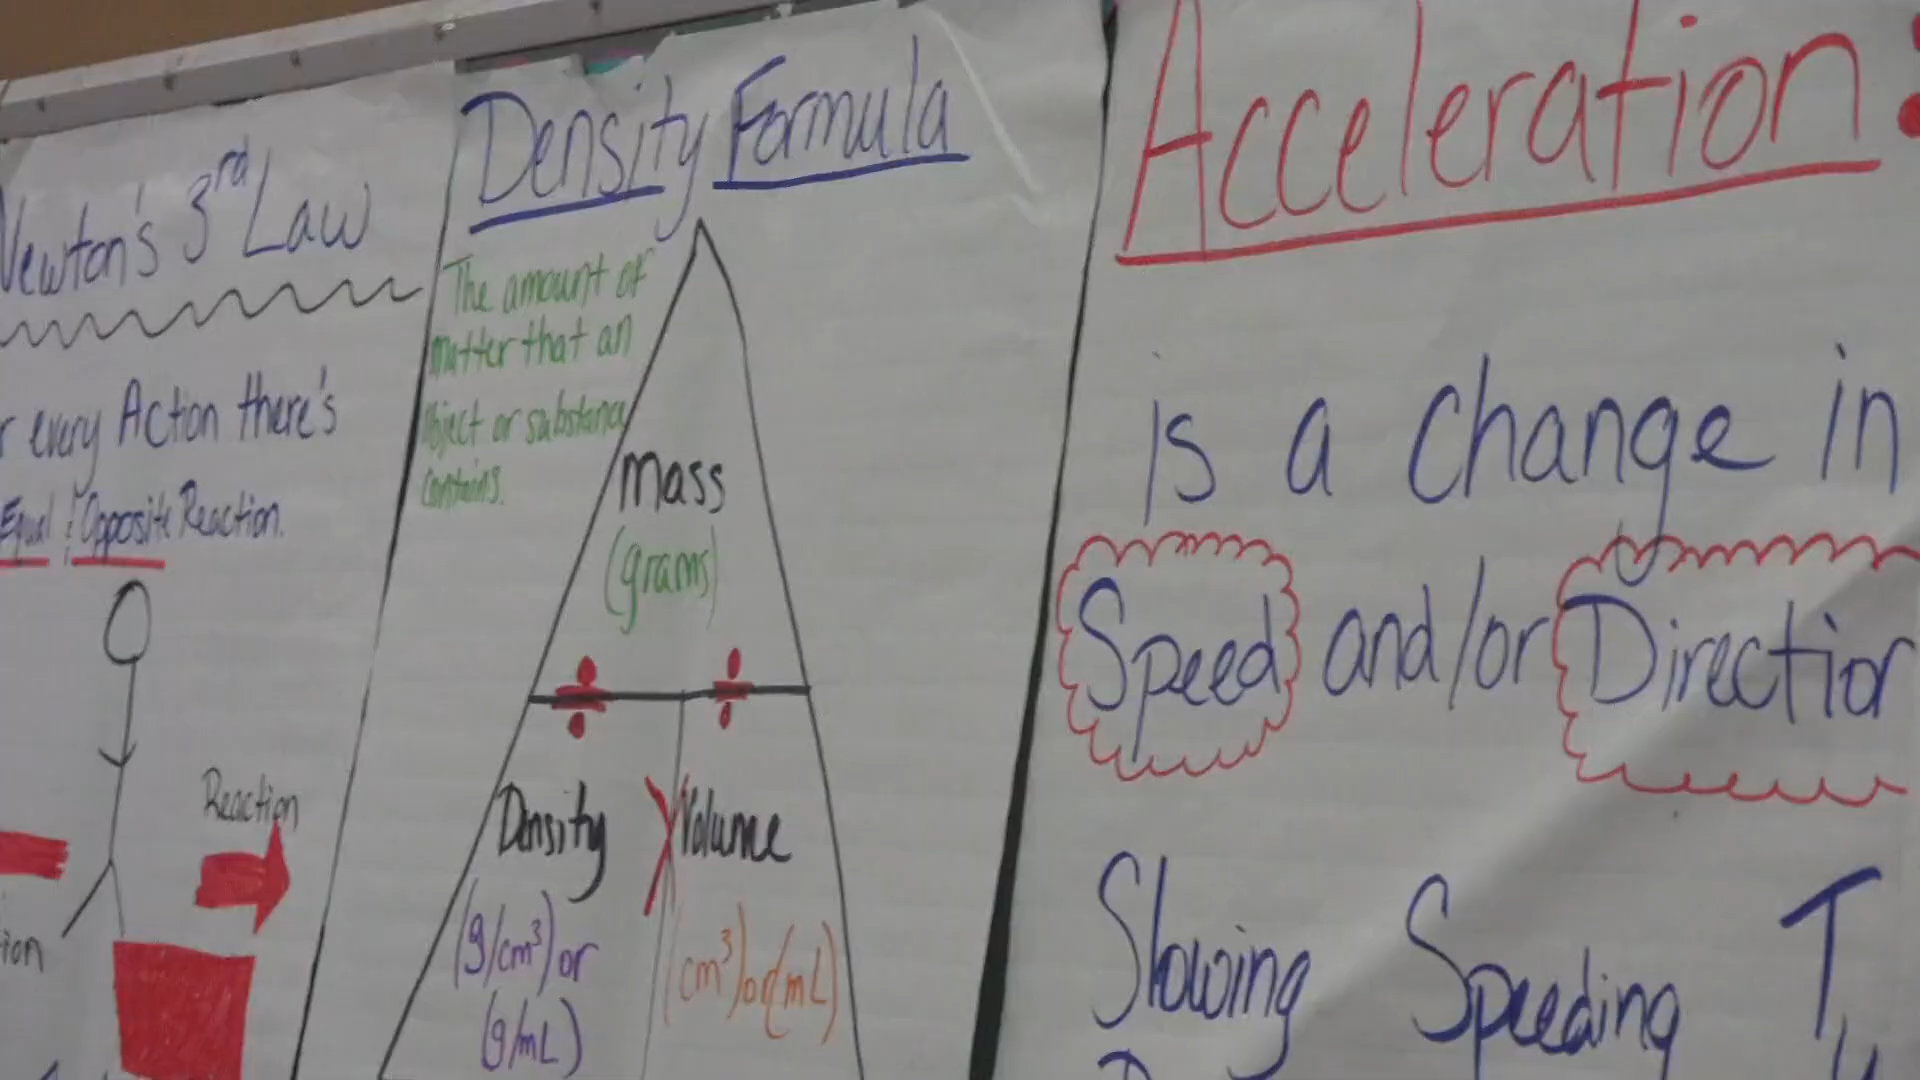 Newton's 3rd Law
every Action there's
Equal & Opposite Reaction.
Reaction
Density Formula
The amount of
matter that an
object or substance
contains.
Mass
(grams)
÷ ÷
Density X Volume
(g/cm³) or
(g/mL)
(cm³) or (mL)
Acceleration:
is a change in
Speed and/or Direction
Slowing Speeding